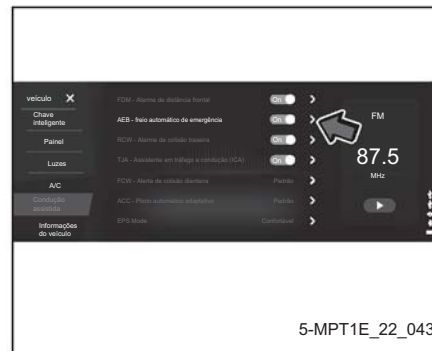 veículo X
Chave
inteligente
Painel
Luzes
A/C
Condução
assistida
Informações
do veículo
FDM - Alarme de distância frontal On
AEB - freio automático de emergência On
RCW - Alarme de colisão traseira On
TJA - Assistente em tráfego e condução (ICA) On
FCW - Alerta de colisão dianteira Padrão
ACC - Piloto automático adaptativo Padrão
EPS Mode Confortável
FM
87.5
MHz
5-MPT1E_22_043